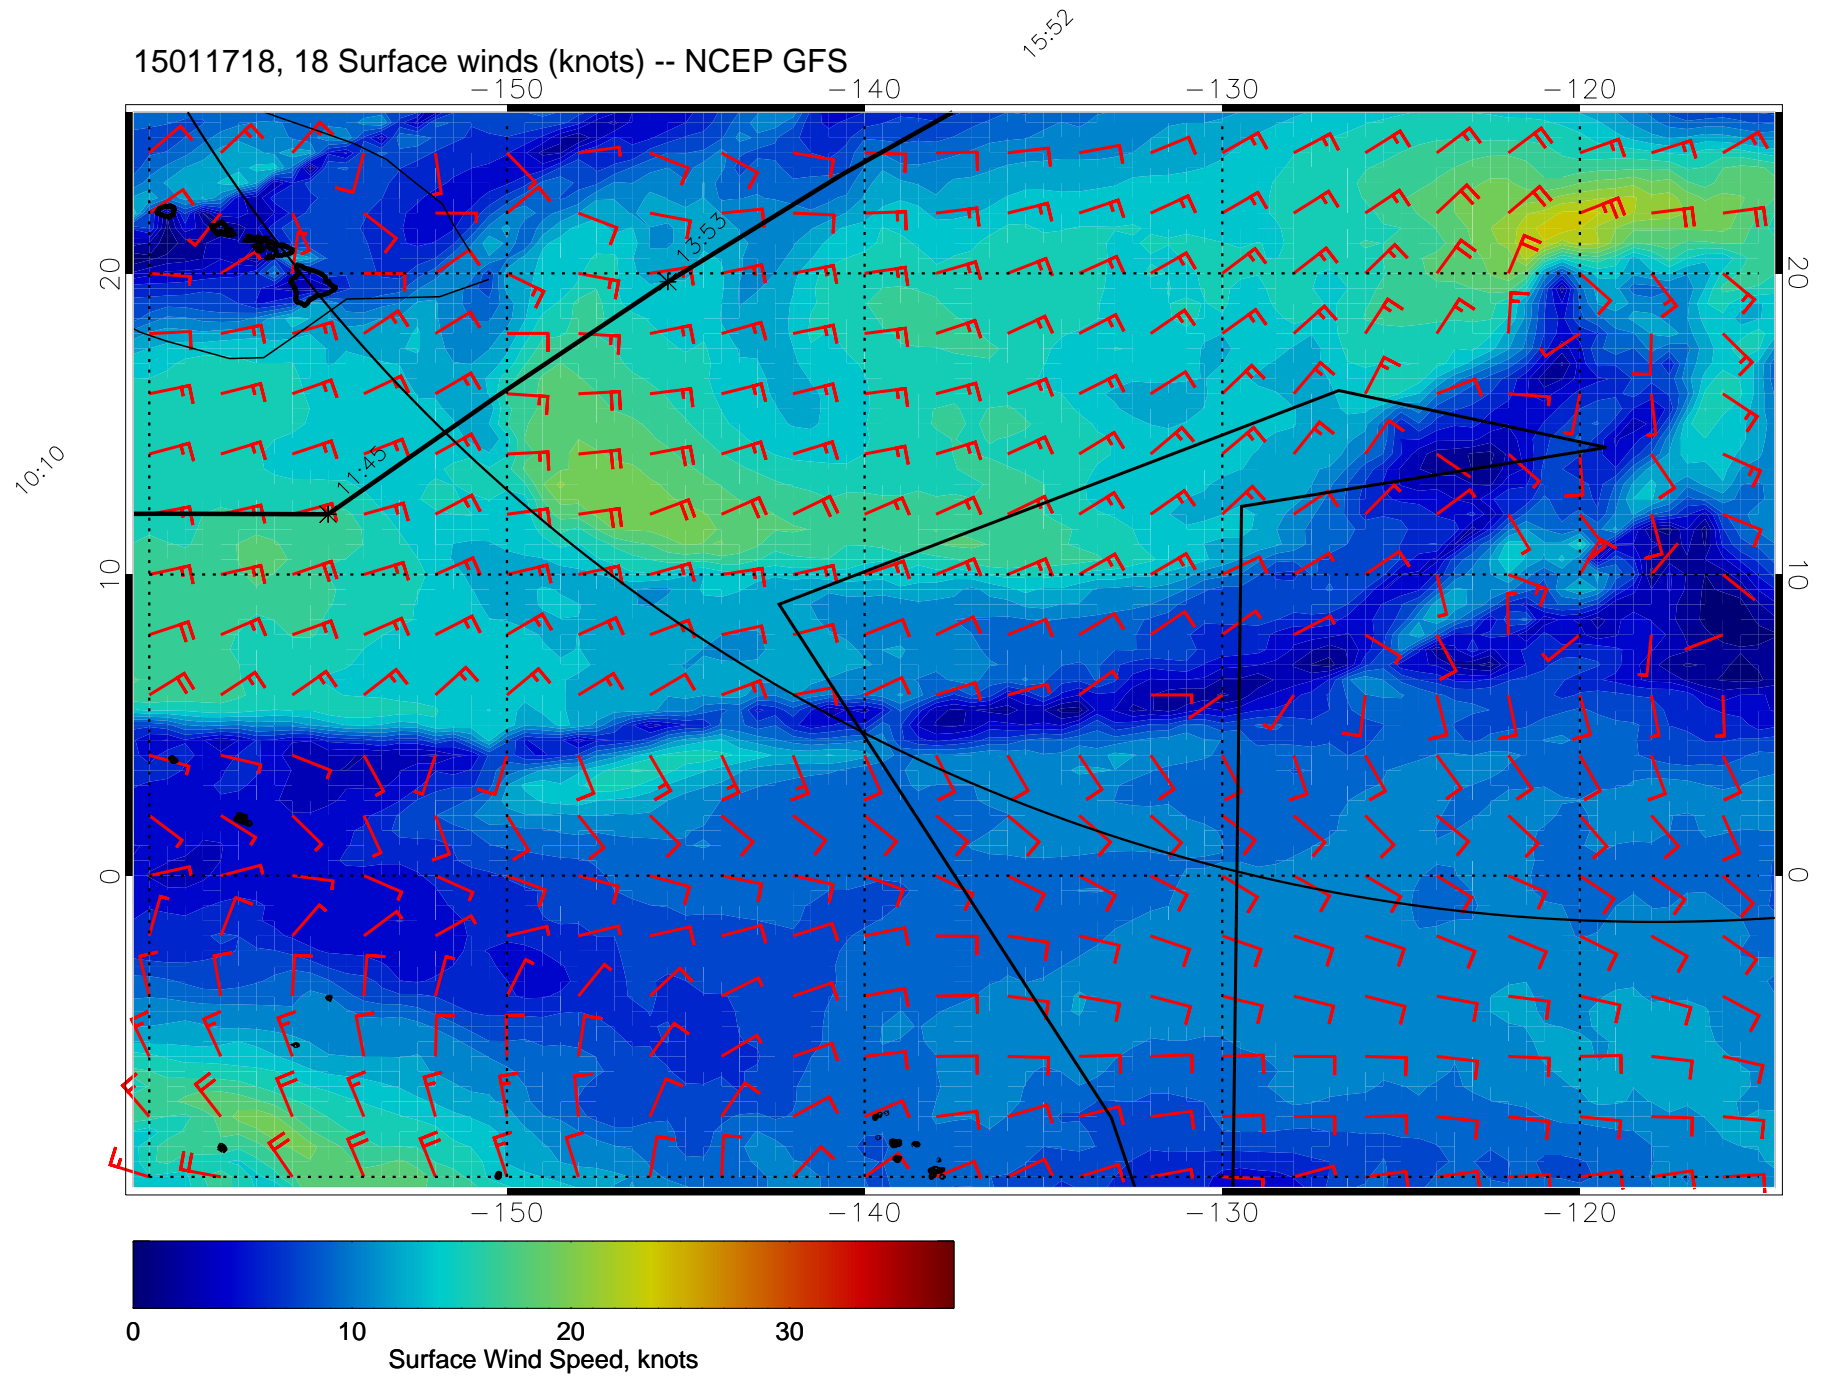 15:52
15011718, 18 Surface winds (knots) -- NCEP GFS
-150 -140 -130 -120
13:53
20 20
11:45
10:10
10 10
0 0
-150 -140 -130 -120
0 10 20 30
Surface Wind Speed, knots